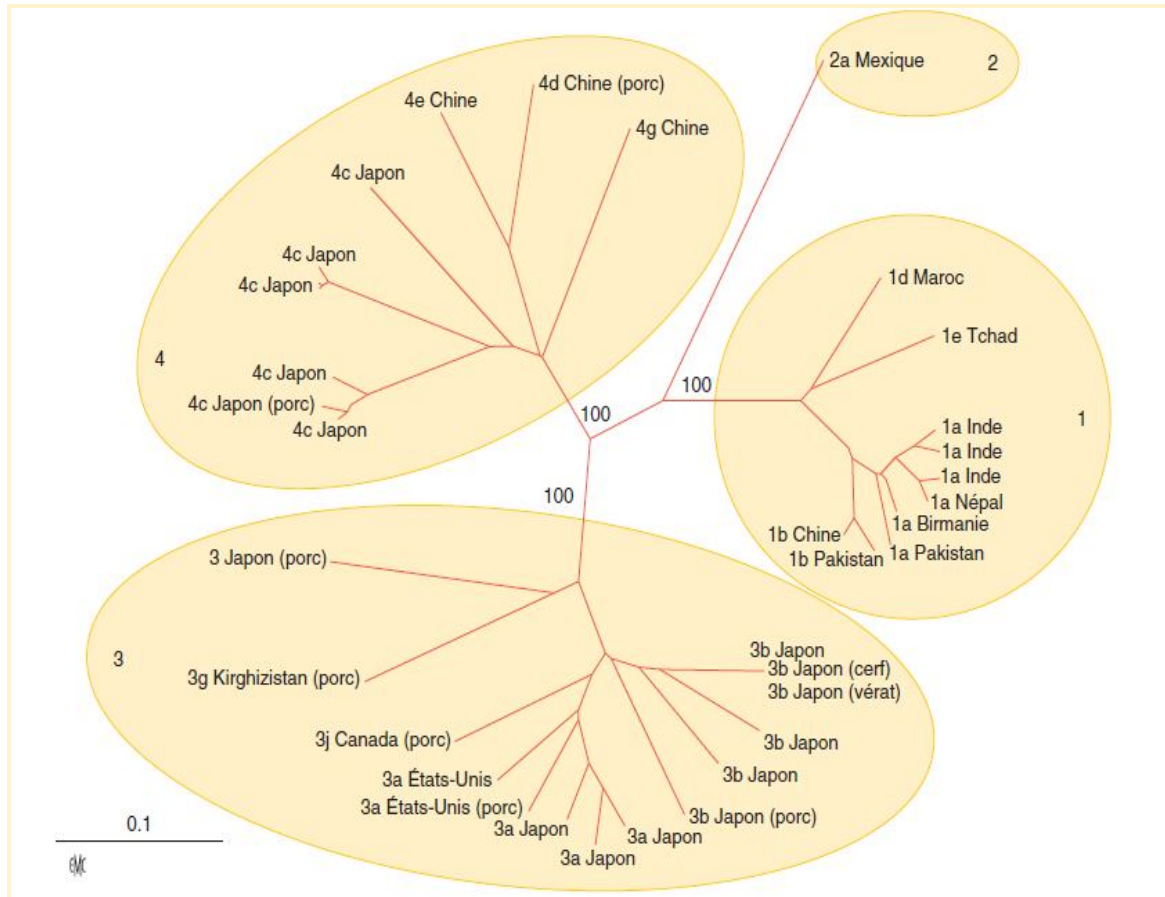 2a Mexique
2
4d Chine (porc)
4e Chine
4g Chine
4c Japon
4c Japon
4c Japon
4
4c Japon
4c Japon (porc)
4c Japon
100
100
100
1d Maroc
1e Tchad
1
1a Inde
1a Inde
1a Inde
1a Népal
1a Birmanie
1b Chine
1b Pakistan
1a Pakistan
3 Japon (porc)
3
3g Kirghizistan (porc)
3b Japon
3b Japon (cerf)
3b Japon (vérat)
3j Canada (porc)
3b Japon
3b Japon
3a États-Unis
3a États-Unis (porc)
3b Japon (porc)
3a Japon
3a Japon
3a Japon
0.1
EMC